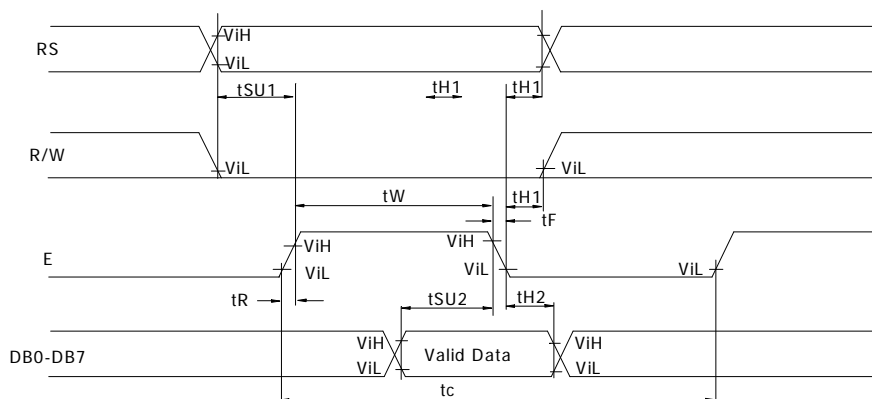 RS
ViH
ViL
tSU1
tH1
tH1
R/W
ViL
ViL
tW
tH1
tF
E
ViH
ViL
ViH
ViL
ViL
tR
tSU2
tH2
DB0-DB7
ViH
ViL
Valid Data
ViH
ViL
tc